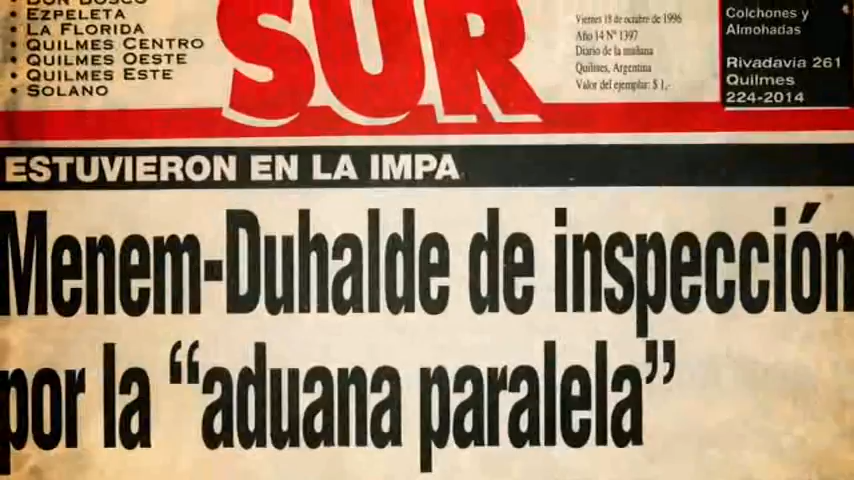 DON BOSCO
• EZPELETA
• LA FLORIDA
• QUILMES CENTRO
• QUILMES OESTE
• QUILMES ESTE
• SOLANO
SUR
Viernes 18 de octubre de 1996
Año 14 Nº 1397
Diario de la mañana
Quilmes, Argentina
Valor del ejemplar: $ 1,-
Colchones y
Almohadas
Rivadavia 261
Quilmes
224-2014
ESTUVIERON EN LA IMPA
Menem-Duhalde de inspección
por la “aduana paralela”